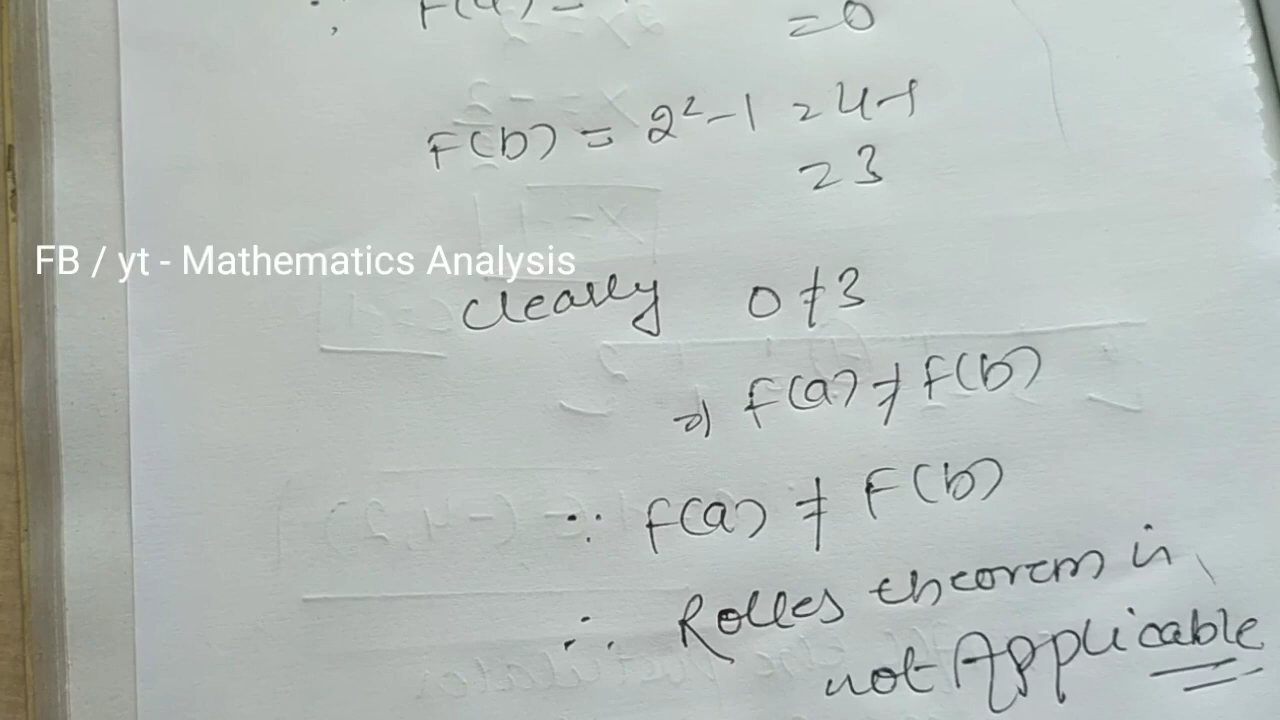 =0
F(b) = 2²-1 = 4-1
= 3
FB / yt - Mathematics Analysis
Clearly 0 ≠ 3
⇒ f(a) ≠ f(b)
∵ f(a) ≠ F(b)
∴ Rolles theorem is
not Applicable